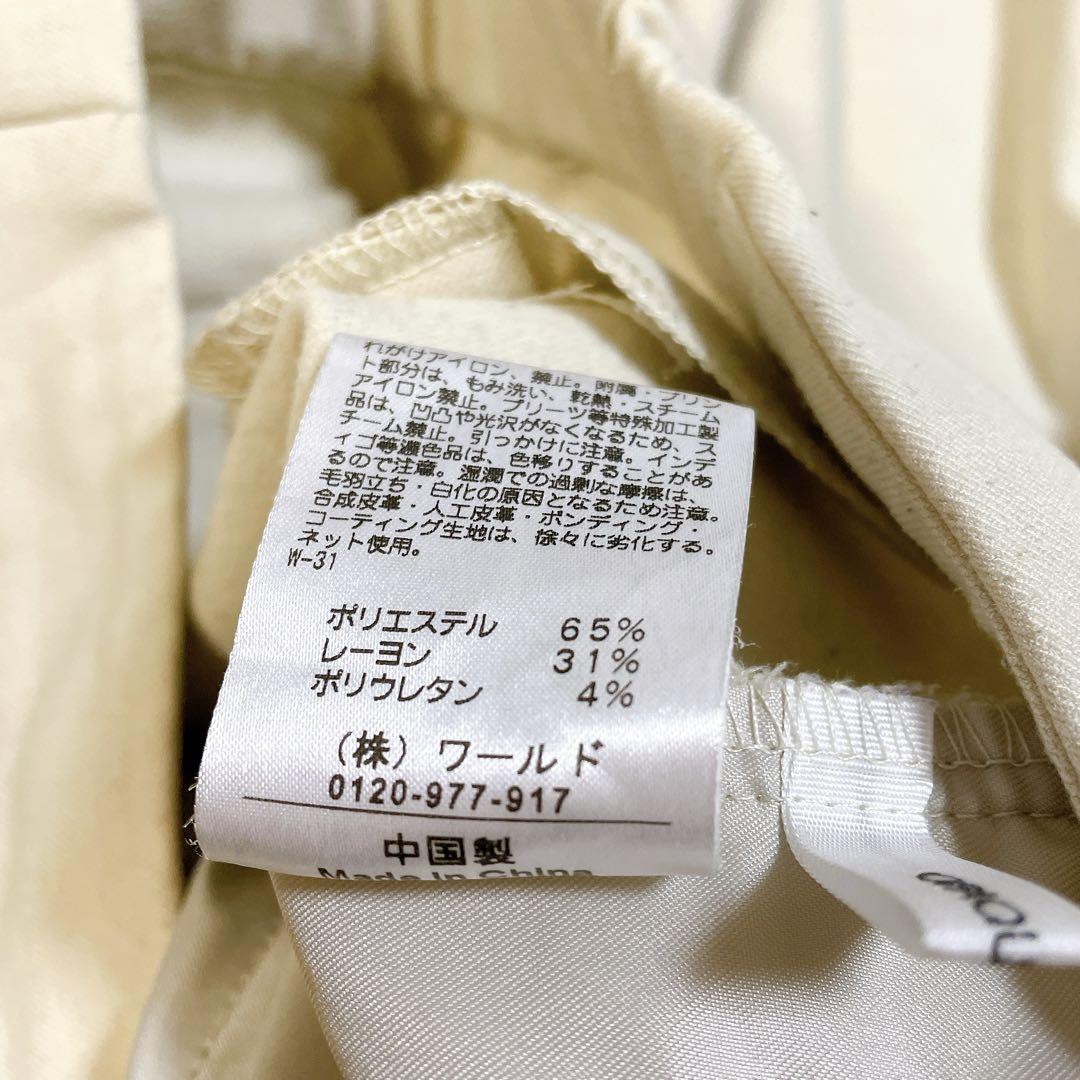 れがけアイロン、禁止。附属・プリン
ト部分は、もみ洗い、乾熱・スチーム
アイロン禁止。プリーツ等特殊加工製
品は、凹凸や光沢がなくなるため、ス
チーム禁止。引っかけに注意。インデ
ィゴ等濃色品は、色移りすることがあ
るので注意。湿潤での過剰な摩擦は、
毛羽立ち・白化の原因となるため注意。
合成皮革・人工皮革・ボンディング・
コーティング生地は、徐々に劣化する。
ネット使用。
W-31
ポリエステル 65%
レーヨン 31%
ポリウレタン 4%
(株) ワールド
0120-977-917
中国製
Made In China